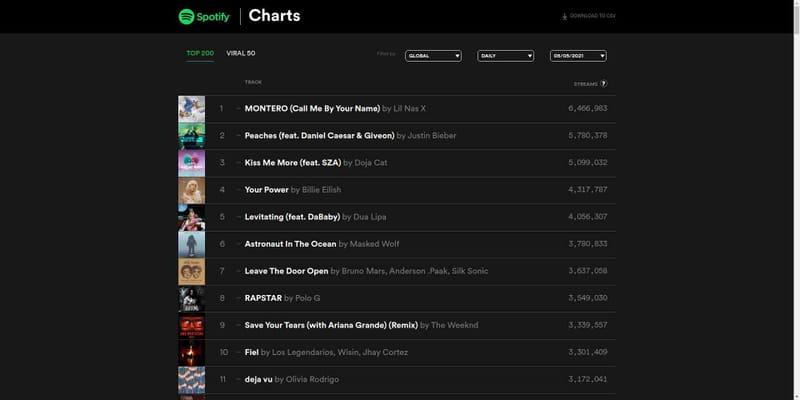 Spotify Charts
DOWNLOAD TO CSV
TOP 200 VIRAL 50 Filter by GLOBAL DAILY 05/05/2021
TRACK STREAMS ?
1 MONTERO (Call Me By Your Name) by Lil Nas X 6,466,983
2 Peaches (feat. Daniel Caesar & Giveon) by Justin Bieber 5,780,378
3 Kiss Me More (feat. SZA) by Doja Cat 5,099,032
4 Your Power by Billie Eilish 4,317,787
5 Levitating (feat. DaBaby) by Dua Lipa 4,056,307
6 Astronaut In The Ocean by Masked Wolf 3,780,833
7 Leave The Door Open by Bruno Mars, Anderson .Paak, Silk Sonic 3,637,058
8 RAPSTAR by Polo G 3,549,030
9 Save Your Tears (with Ariana Grande) (Remix) by The Weeknd 3,339,557
10 Fiel by Los Legendarios, Wisin, Jhay Cortez 3,301,409
11 deja vu by Olivia Rodrigo 3,172,041